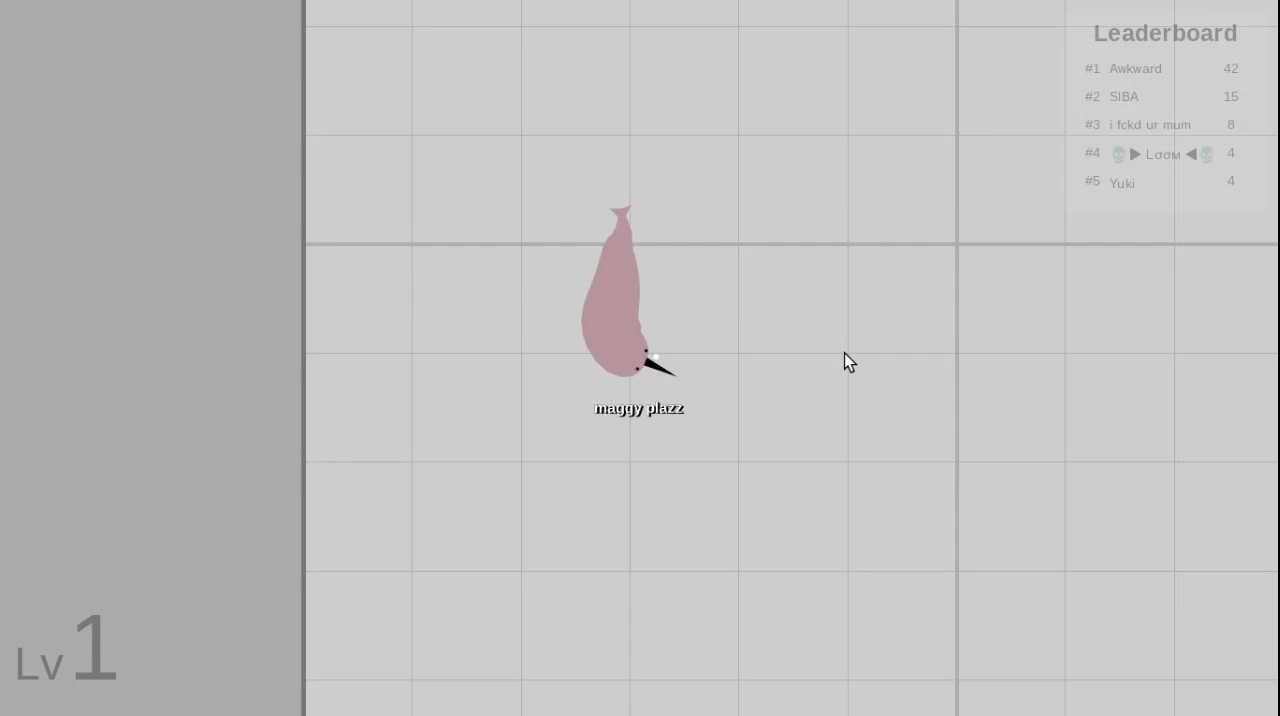 Leaderboard
#1 Awkward 42
#2 SIBA 15
#3 i fckd ur mum 8
#4 💀▶ Lσσм ◀💀 4
#5 Yuki 4
maggy plazz
Lv 1